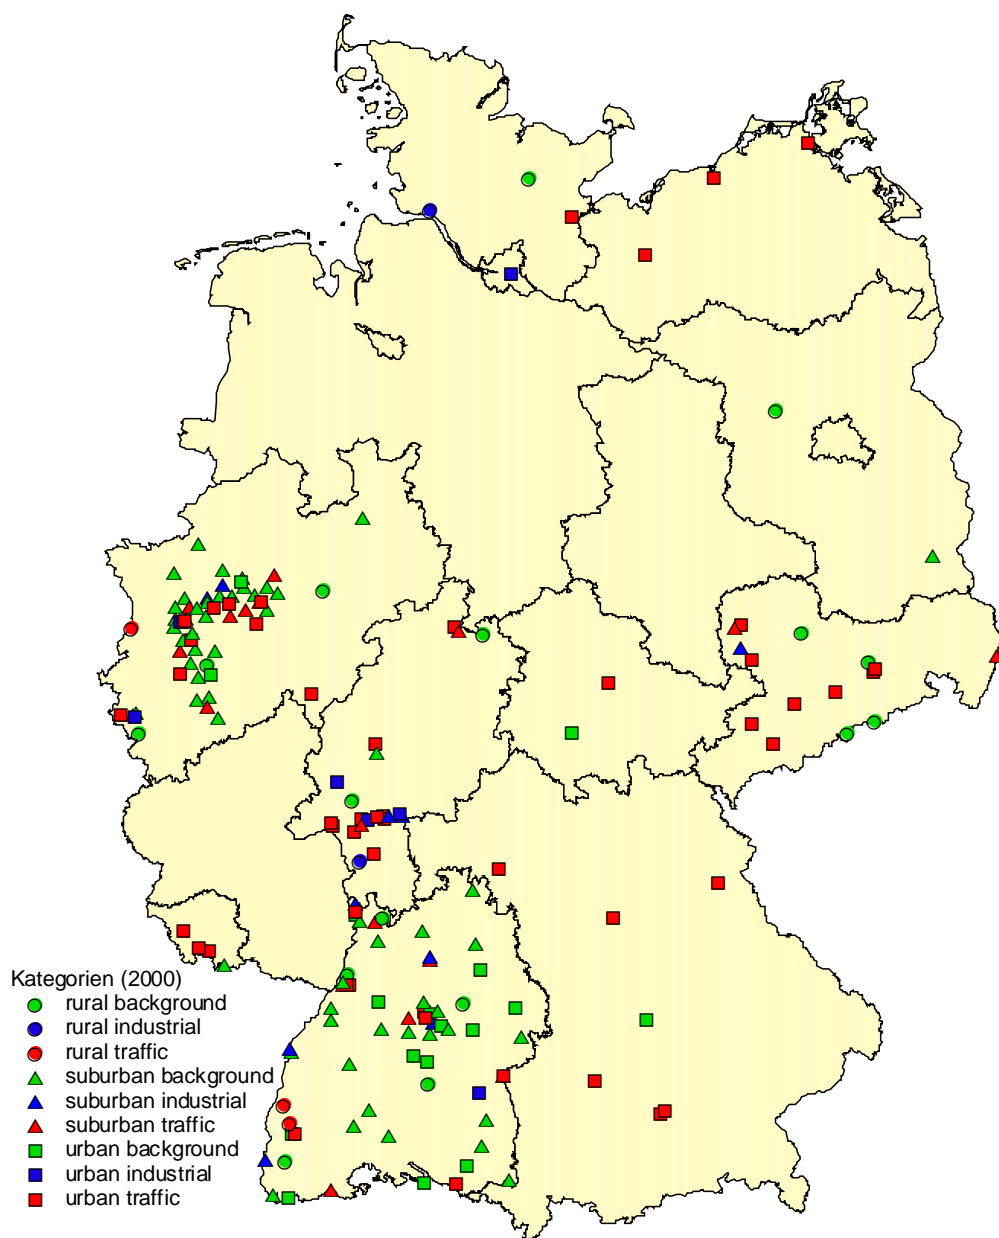 Kategorien (2000)
rural background
rural industrial
rural traffic
suburban background
suburban industrial
suburban traffic
urban background
urban industrial
urban traffic